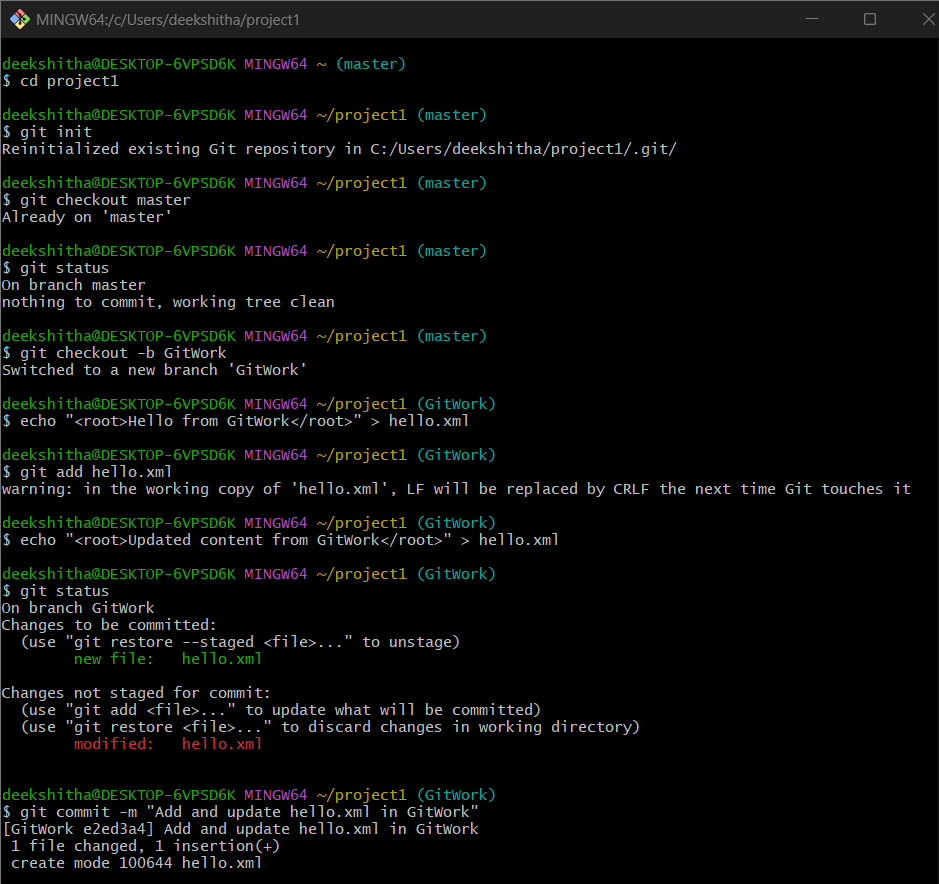 MINGW64:/c/Users/deekshitha/project1
deekshitha@DESKTOP-6VPSD6K MINGW64 ~ (master)
$ cd project1
deekshitha@DESKTOP-6VPSD6K MINGW64 ~/project1 (master)
$ git init
Reinitialized existing Git repository in C:/Users/deekshitha/project1/.git/
deekshitha@DESKTOP-6VPSD6K MINGW64 ~/project1 (master)
$ git checkout master
Already on 'master'
deekshitha@DESKTOP-6VPSD6K MINGW64 ~/project1 (master)
$ git status
On branch master
nothing to commit, working tree clean
deekshitha@DESKTOP-6VPSD6K MINGW64 ~/project1 (master)
$ git checkout -b GitWork
Switched to a new branch 'GitWork'
deekshitha@DESKTOP-6VPSD6K MINGW64 ~/project1 (GitWork)
$ echo "<root>Hello from GitWork</root>" > hello.xml
deekshitha@DESKTOP-6VPSD6K MINGW64 ~/project1 (GitWork)
$ git add hello.xml
warning: in the working copy of 'hello.xml', LF will be replaced by CRLF the next time Git touches it
deekshitha@DESKTOP-6VPSD6K MINGW64 ~/project1 (GitWork)
$ echo "<root>Updated content from GitWork</root>" > hello.xml
deekshitha@DESKTOP-6VPSD6K MINGW64 ~/project1 (GitWork)
$ git status
On branch GitWork
Changes to be committed:
  (use "git restore --staged <file>..." to unstage)
        new file:   hello.xml
Changes not staged for commit:
  (use "git add <file>..." to update what will be committed)
  (use "git restore <file>..." to discard changes in working directory)
        modified:   hello.xml
deekshitha@DESKTOP-6VPSD6K MINGW64 ~/project1 (GitWork)
$ git commit -m "Add and update hello.xml in GitWork"
[GitWork e2ed3a4] Add and update hello.xml in GitWork
 1 file changed, 1 insertion(+)
 create mode 100644 hello.xml